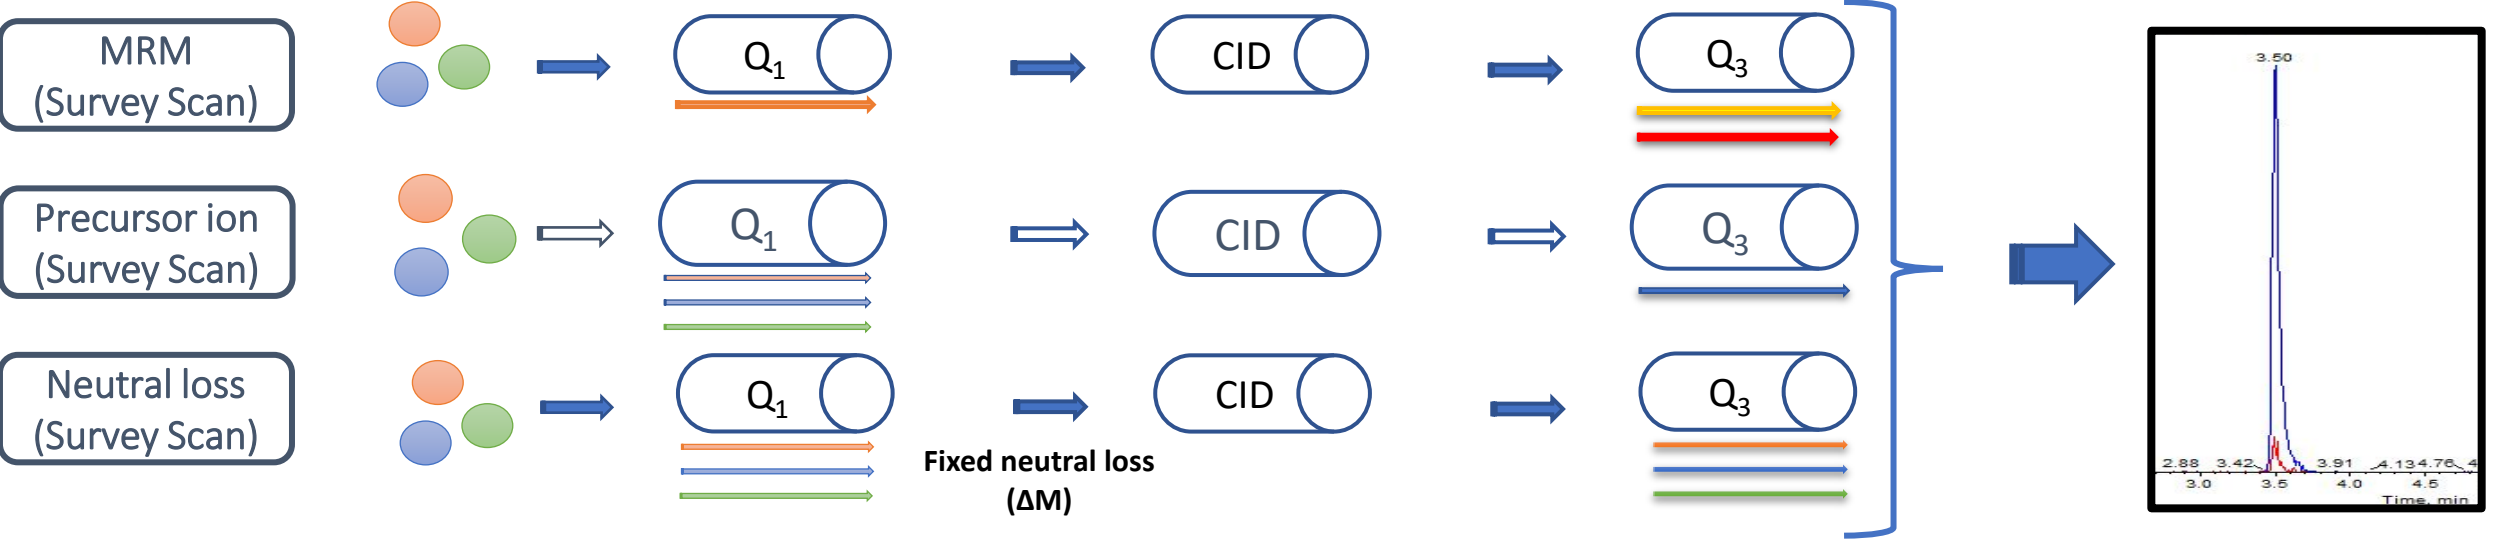 MRM
(Survey Scan)
Q1
CID
Q3
Precursor ion
(Survey Scan)
Q1
CID
Q3
Neutral loss
(Survey Scan)
Q1
Fixed neutral loss
(ΔM)
CID
Q3
3.50
2.88 3.42 3.91 4.13 4.76 4
3.0 3.5 4.0 4.5
Time, min